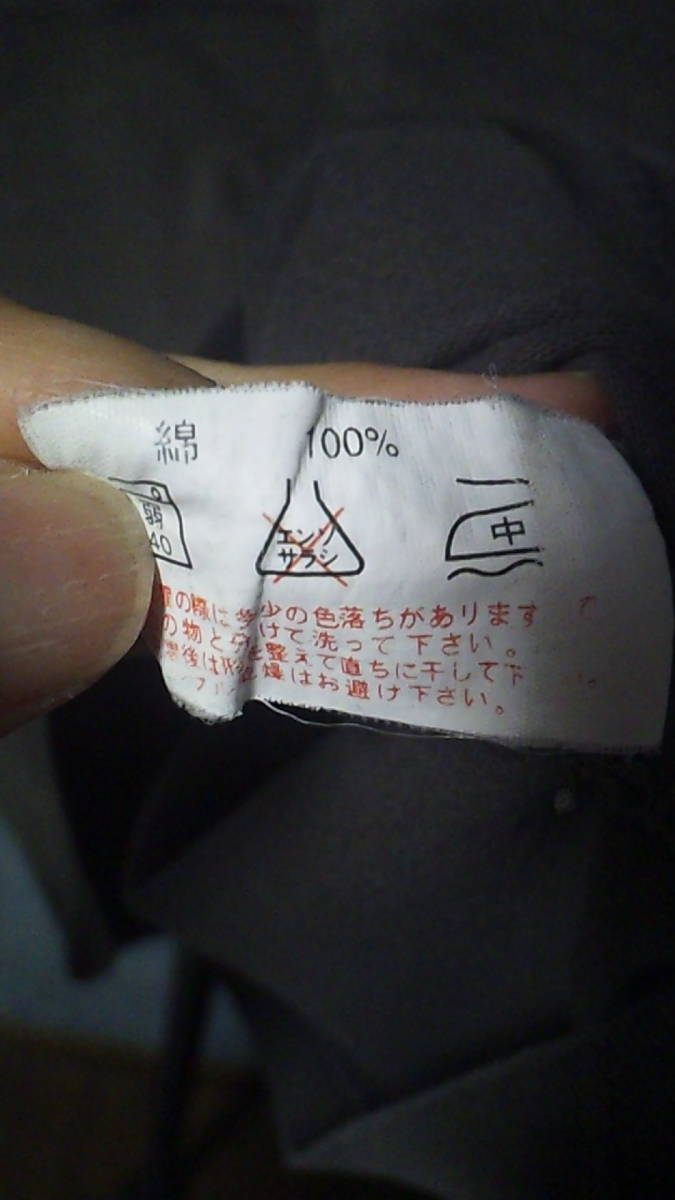 綿 100%
弱
40
エンソ
サラシ
中
の際は多少の色落ちがあります
の物と分けて洗って下さい。
後は形を整えて直ちに干して下
燥はお避け下さい。